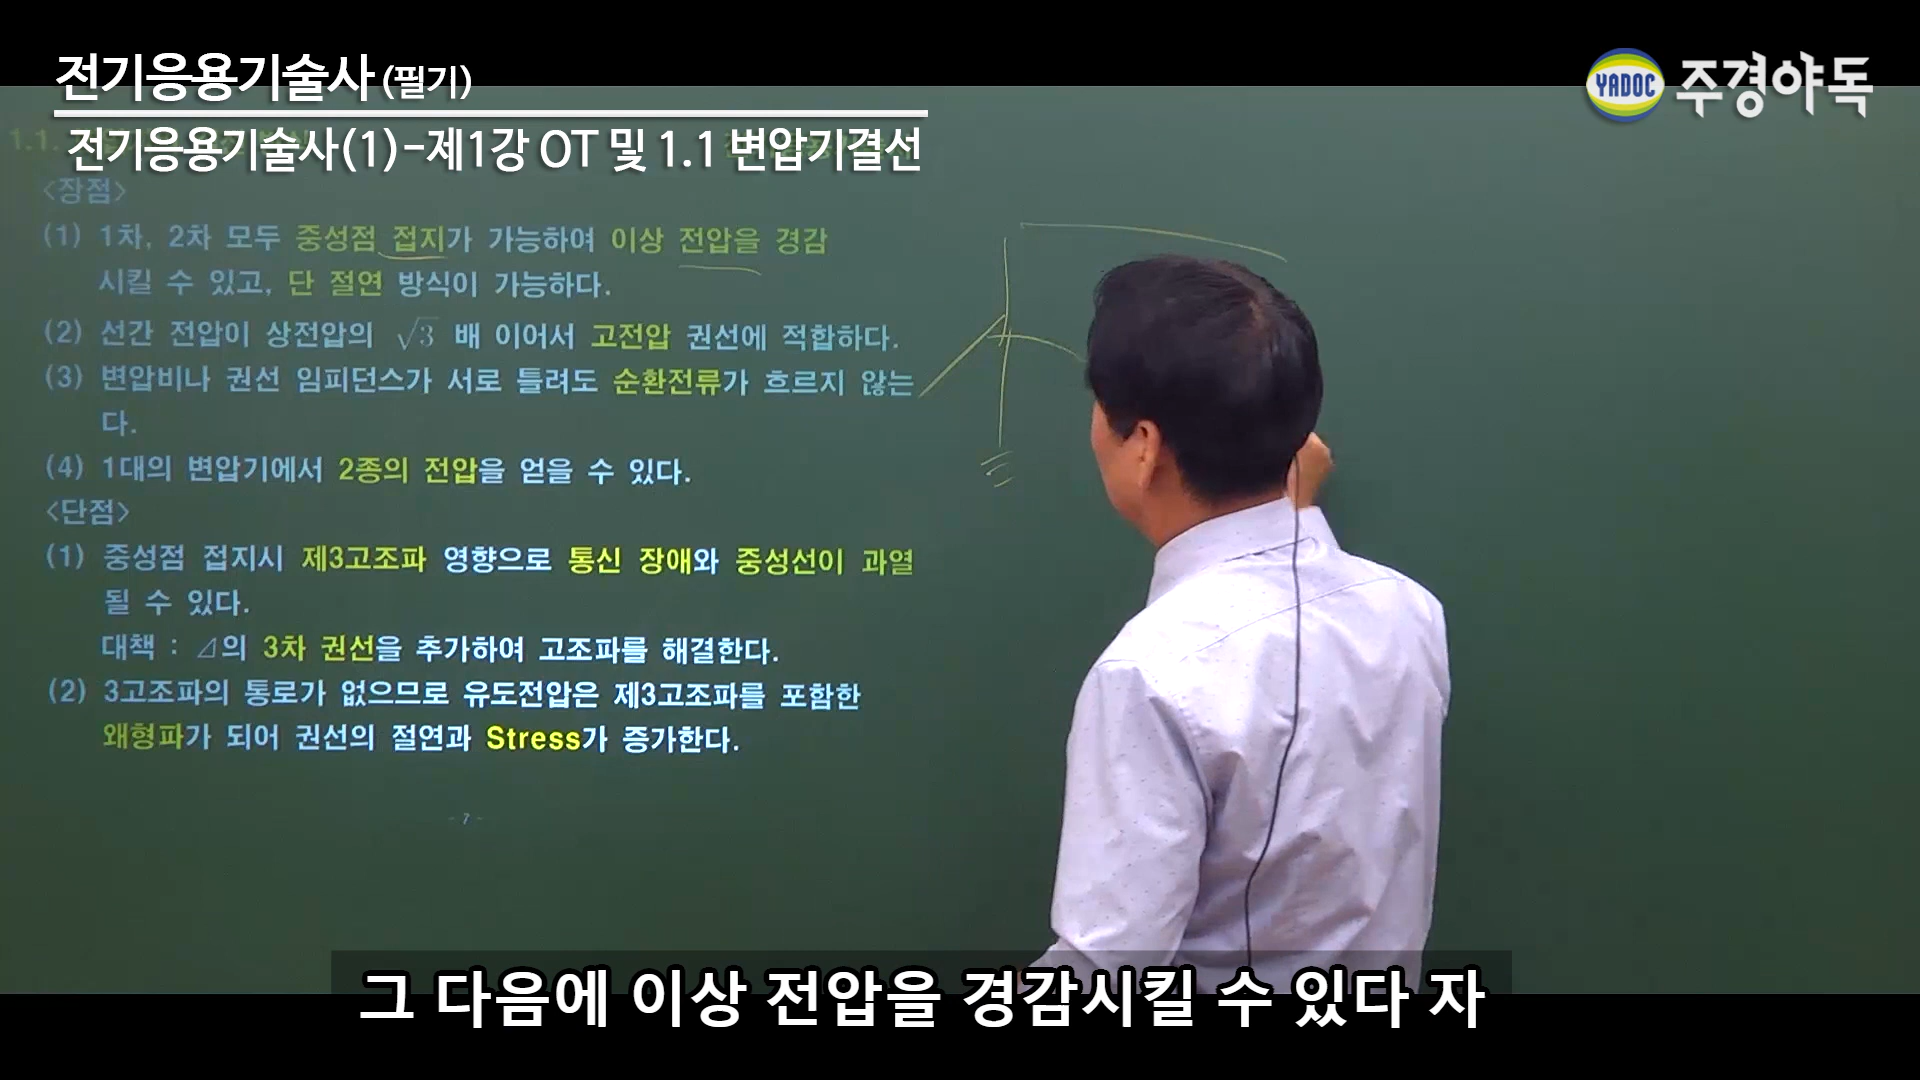 전기응용기술사 (필기)
YADOC 주경야독
전기응용기술사(1)-제1강 OT 및 1.1 변압기결선
1.1.
<장점>
(1) 1차, 2차 모두 중성점 접지가 가능하여 이상 전압을 경감
시킬 수 있고, 단 절연 방식이 가능하다.
(2) 선간 전압이 상전압의 √3 배 이어서 고전압 권선에 적합하다.
(3) 변압비나 권선 임피던스가 서로 틀려도 순환전류가 흐르지 않는
다.
(4) 1대의 변압기에서 2종의 전압을 얻을 수 있다.
<단점>
(1) 중성점 접지시 제3고조파 영향으로 통신 장애와 중성선이 과열
될 수 있다.
대책 : ⊿의 3차 권선을 추가하여 고조파를 해결한다.
(2) 3고조파의 통로가 없으므로 유도전압은 제3고조파를 포함한
왜형파가 되어 권선의 절연과 Stress가 증가한다.
- 7 -
그 다음에 이상 전압을 경감시킬 수 있다 자